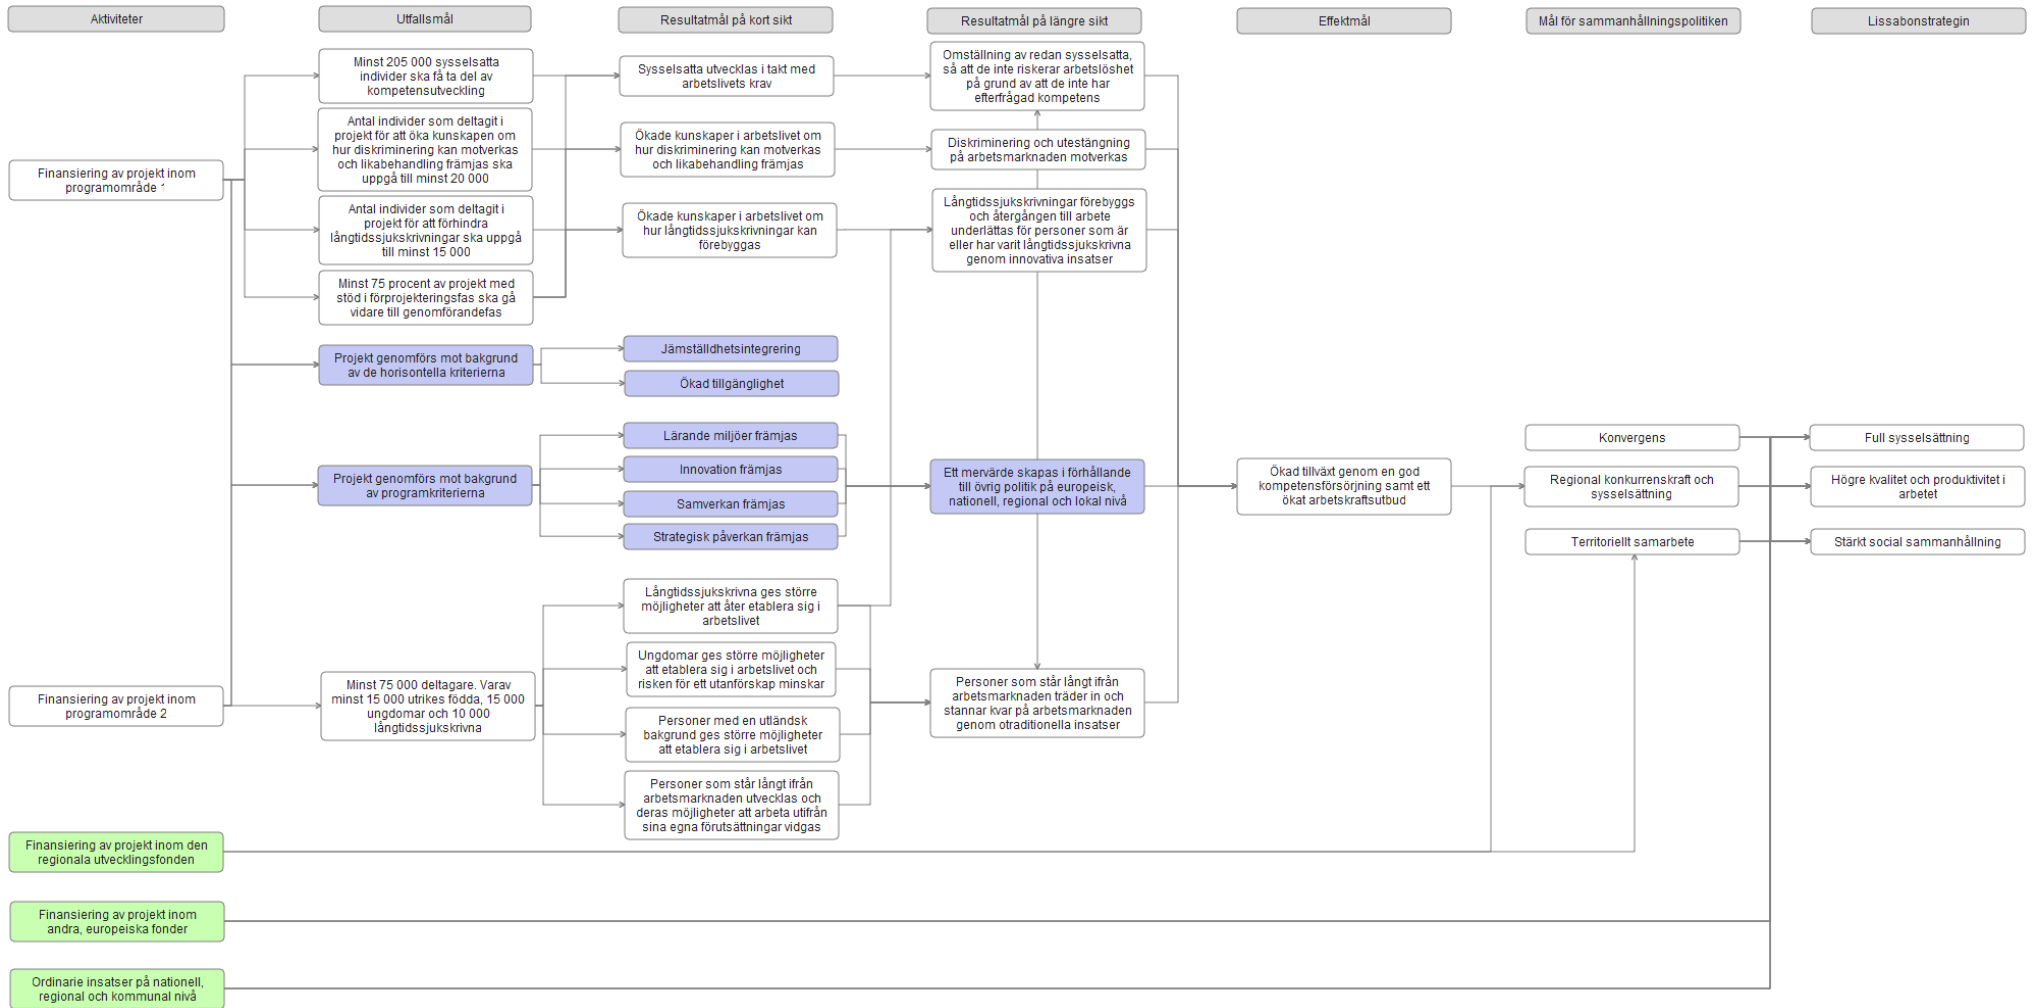 Aktiviteter
Utfallsmål
Resultatmål på kort sikt
Resultatmål på längre sikt
Effektmål
Mål för sammanhållningspolitiken
Lissabonstrategin
Finansiering av projekt inom
programområde 1
Finansiering av projekt inom
programområde 2
Finansiering av projekt inom den
regionala utvecklingsfonden
Finansiering av projekt inom
andra, europeiska fonder
Ordinarie insatser på nationell,
regional och kommunal nivå
Minst 205 000 sysselsatta
individer ska få ta del av
kompetensutveckling
Antal individer som deltagit i
projekt för att öka kunskapen om
hur diskriminering kan motverkas
och likabehandling främjas ska
uppgå till minst 20 000
Antal individer som deltagit i
projekt för att förhindra
långtidssjukskrivningar ska uppgå
till minst 15 000
Minst 75 procent av projekt med
stöd i förprojekteringsfas ska gå
vidare till genomförandefas
Projekt genomförs mot bakgrund
av de horisontella kriterierna
Projekt genomförs mot bakgrund
av programkriterierna
Minst 75 000 deltagare. Varav
minst 15 000 utrikes födda, 15 000
ungdomar och 10 000
långtidssjukskrivna
Sysselsatta utvecklas i takt med
arbetslivets krav
Ökade kunskaper i arbetslivet om
hur diskriminering kan motverkas
och likabehandling främjas
Ökade kunskaper i arbetslivet om
hur långtidssjukskrivningar kan
förebyggas
Jämställdhetsintegrering
Ökad tillgänglighet
Lärande miljöer främjas
Innovation främjas
Samverkan främjas
Strategisk påverkan främjas
Långtidssjukskrivna ges större
möjligheter att åter etablera sig i
arbetslivet
Ungdomar ges större möjligheter
att etablera sig i arbetslivet och
risken för ett utanförskap minskar
Personer med en utländsk
bakgrund ges större möjligheter
att etablera sig i arbetslivet
Personer som står långt ifrån
arbetsmarknaden utvecklas och
deras möjligheter att arbeta utifrån
sina egna förutsättningar vidgas
Omställning av redan sysselsatta,
så att de inte riskerar arbetslöshet
på grund av att de inte har
efterfrågad kompetens
Diskriminering och utestängning
på arbetsmarknaden motverkas
Långtidssjukskrivningar förebyggs
och återgången till arbete
underlättas för personer som är
eller har varit långtidssjukskrivna
genom innovativa insatser
Ett mervärde skapas i förhållande
till övrig politik på europeisk,
nationell, regional och lokal nivå
Personer som står långt ifrån
arbetsmarknaden träder in och
stannar kvar på arbetsmarknaden
genom otraditionella insatser
Ökad tillväxt genom en god
kompetensförsörjning samt ett
ökat arbetskraftsutbud
Konvergens
Regional konkurrenskraft och
sysselsättning
Territoriellt samarbete
Full sysselsättning
Högre kvalitet och produktivitet i
arbetet
Stärkt social sammanhållning